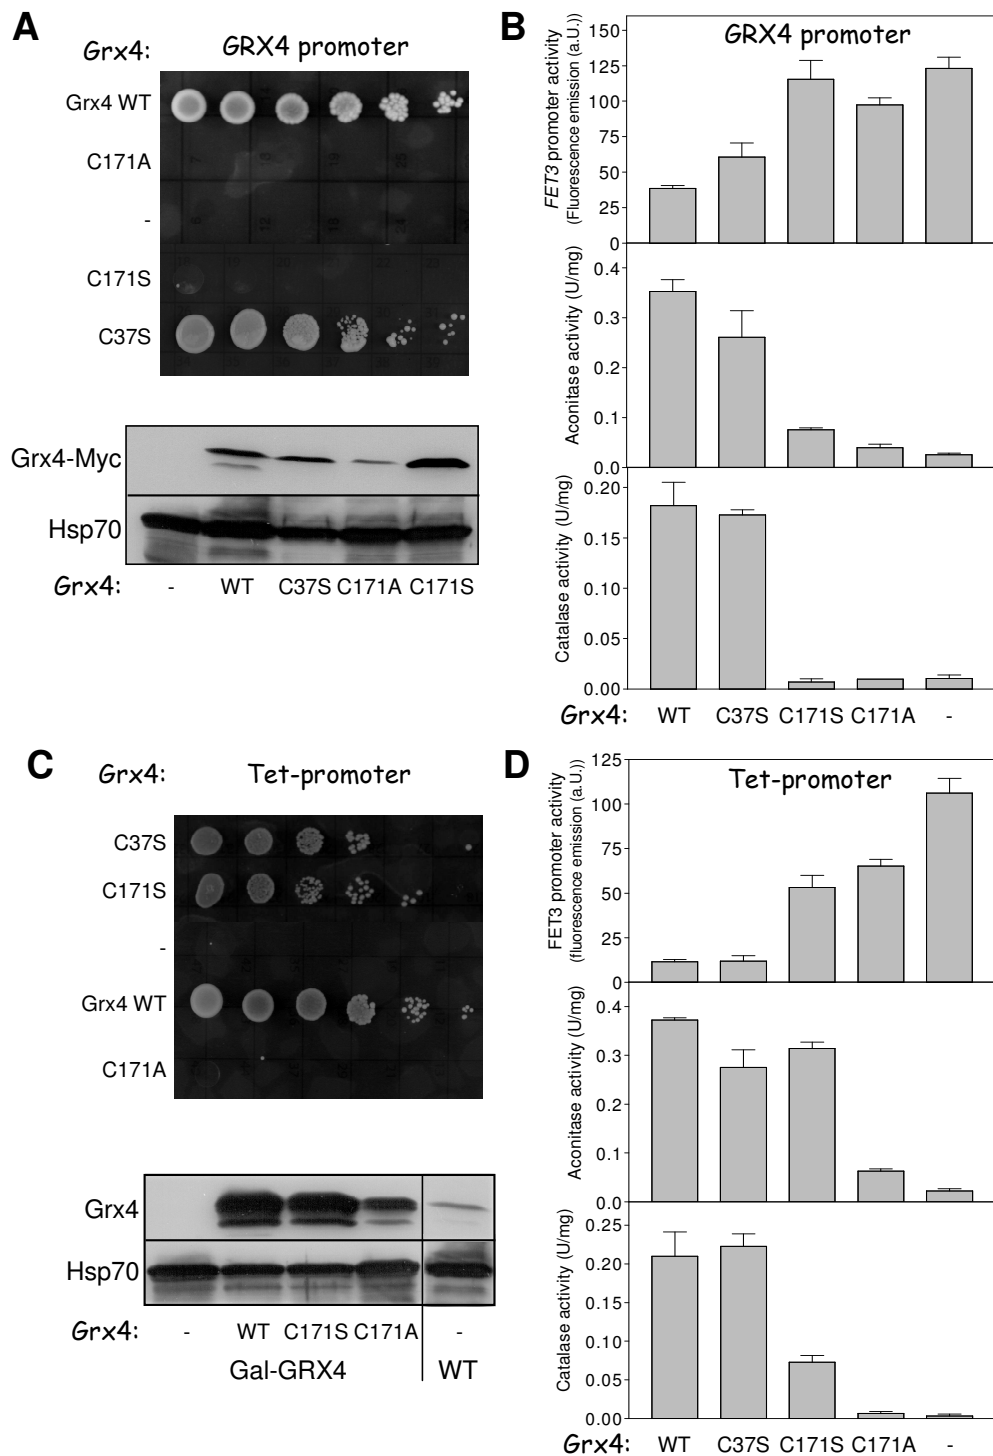 A
Grx4:
GRX4 promoter
Grx4 WT
C171A
-
C171S
C37S
Grx4-Myc
Hsp70
Grx4:
- WT C37S C171A C171S
B
GRX4 promoter
FET3 promoter activity
(Fluorescence emission (a.U.))
150
125
100
75
50
25
0
Aconitase activity (U/mg)
0.4
0.3
0.2
0.1
0.0
Catalase activity (U/mg)
0.20
0.15
0.10
0.05
0.00
Grx4: WT C37S C171S C171A -
C
Grx4:
Tet-promoter
C37S
C171S
-
Grx4 WT
C171A
Grx4
Hsp70
Grx4: - WT C171S C171A -
Gal-GRX4 WT
D
Tet-promoter
FET3 promoter activity
(fluorescence emission (a.U.))
125
100
75
50
25
0
Aconitase activity (U/mg)
0.4
0.3
0.2
0.1
0.0
Catalase activity (U/mg)
0.25
0.20
0.15
0.10
0.05
0.00
Grx4: WT C37S C171S C171A -